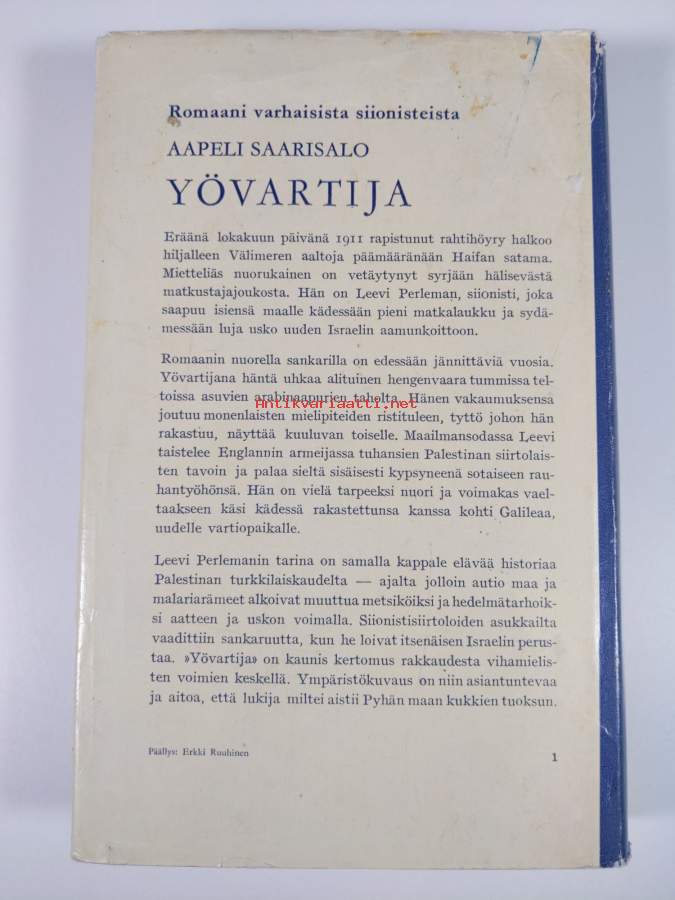 Romaani varhaisista siionisteista
AAPELI SAARISALO
YÖVARTIJA
Eräänä lokakuun päivänä 1911 rapistunut rahtihöyry halkoo
hiljalleen Välimeren aaltoja päämääränään Haifan satama.
Mietteliäs nuorukainen on vetäytynyt syrjään hälisevästä
matkustajajoukosta. Hän on Leevi Perleman, siionisti, joka
saapuu isiensä maalle kädessään pieni matkalaukku ja sydä-
messään luja usko uuden Israelin aamunkoittoon.
Romaanin nuorella sankarilla on edessään jännittäviä vuosia.
Yövartijana häntä uhkaa alituinen hengenvaara tummissa tel-
toissa asuvien arabinaapurien taholta. Hänen vakaumuksensa
Antikvariaatti.net
joutuu monenlaisten mielipiteiden ristituleen, tyttö johon hän
rakastuu, näyttää kuuluvan toiselle. Maailmansodassa Leevi
taistelee Englannin armeijassa tuhansien Palestinan siirtolais-
ten tavoin ja palaa sieltä sisäisesti kypsyneenä sotaiseen rau-
hantyöhönsä. Hän on vielä tarpeeksi nuori ja voimakas vael-
taakseen käsi kädessä rakastettunsa kanssa kohti Galileaa,
uudelle vartiopaikalle.
Leevi Perlemanin tarina on samalla kappale elävää historiaa
Palestinan turkkilaiskaudelta — ajalta jolloin autio maa ja
malariarämeet alkoivat muuttua metsiköiksi ja hedelmätarhoik-
si aatteen ja uskon voimalla. Siionistisiirtoloiden asukkailta
vaadittiin sankaruutta, kun he loivat itsenäisen Israelin perus-
taa. »Yövartija» on kaunis kertomus rakkaudesta vihamielis-
ten voimien keskellä. Ympäristökuvaus on niin asiantuntevaa
ja aitoa, että lukija miltei aistii Pyhän maan kukkien tuoksun.
Päällys: Erkki Ruuhinen
1